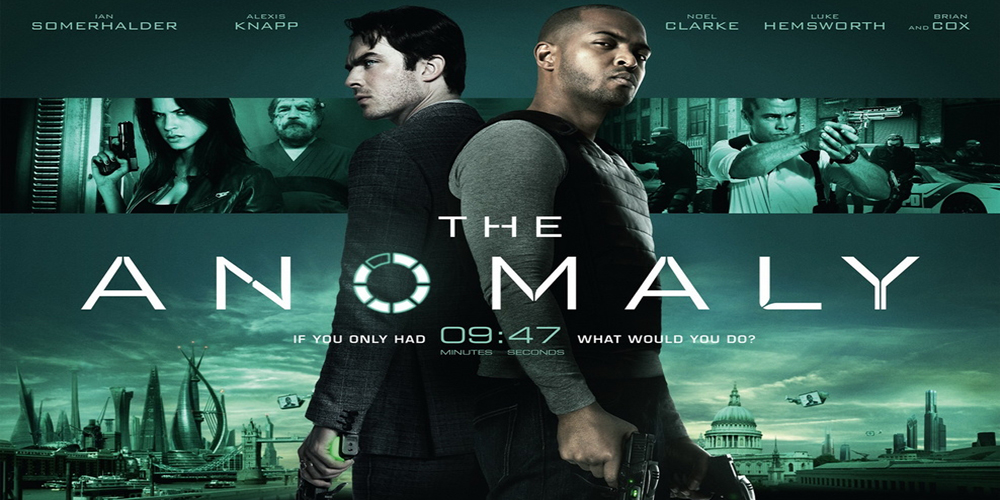 IAN SOMERHALDER
ALEXIS KNAPP
NOEL CLARKE
LUKE HEMSWORTH
BRIAN AND COX
THE
ANOMALY
IF YOU ONLY HAD 09:47 WHAT WOULD YOU DO?
MINUTES SECONDS